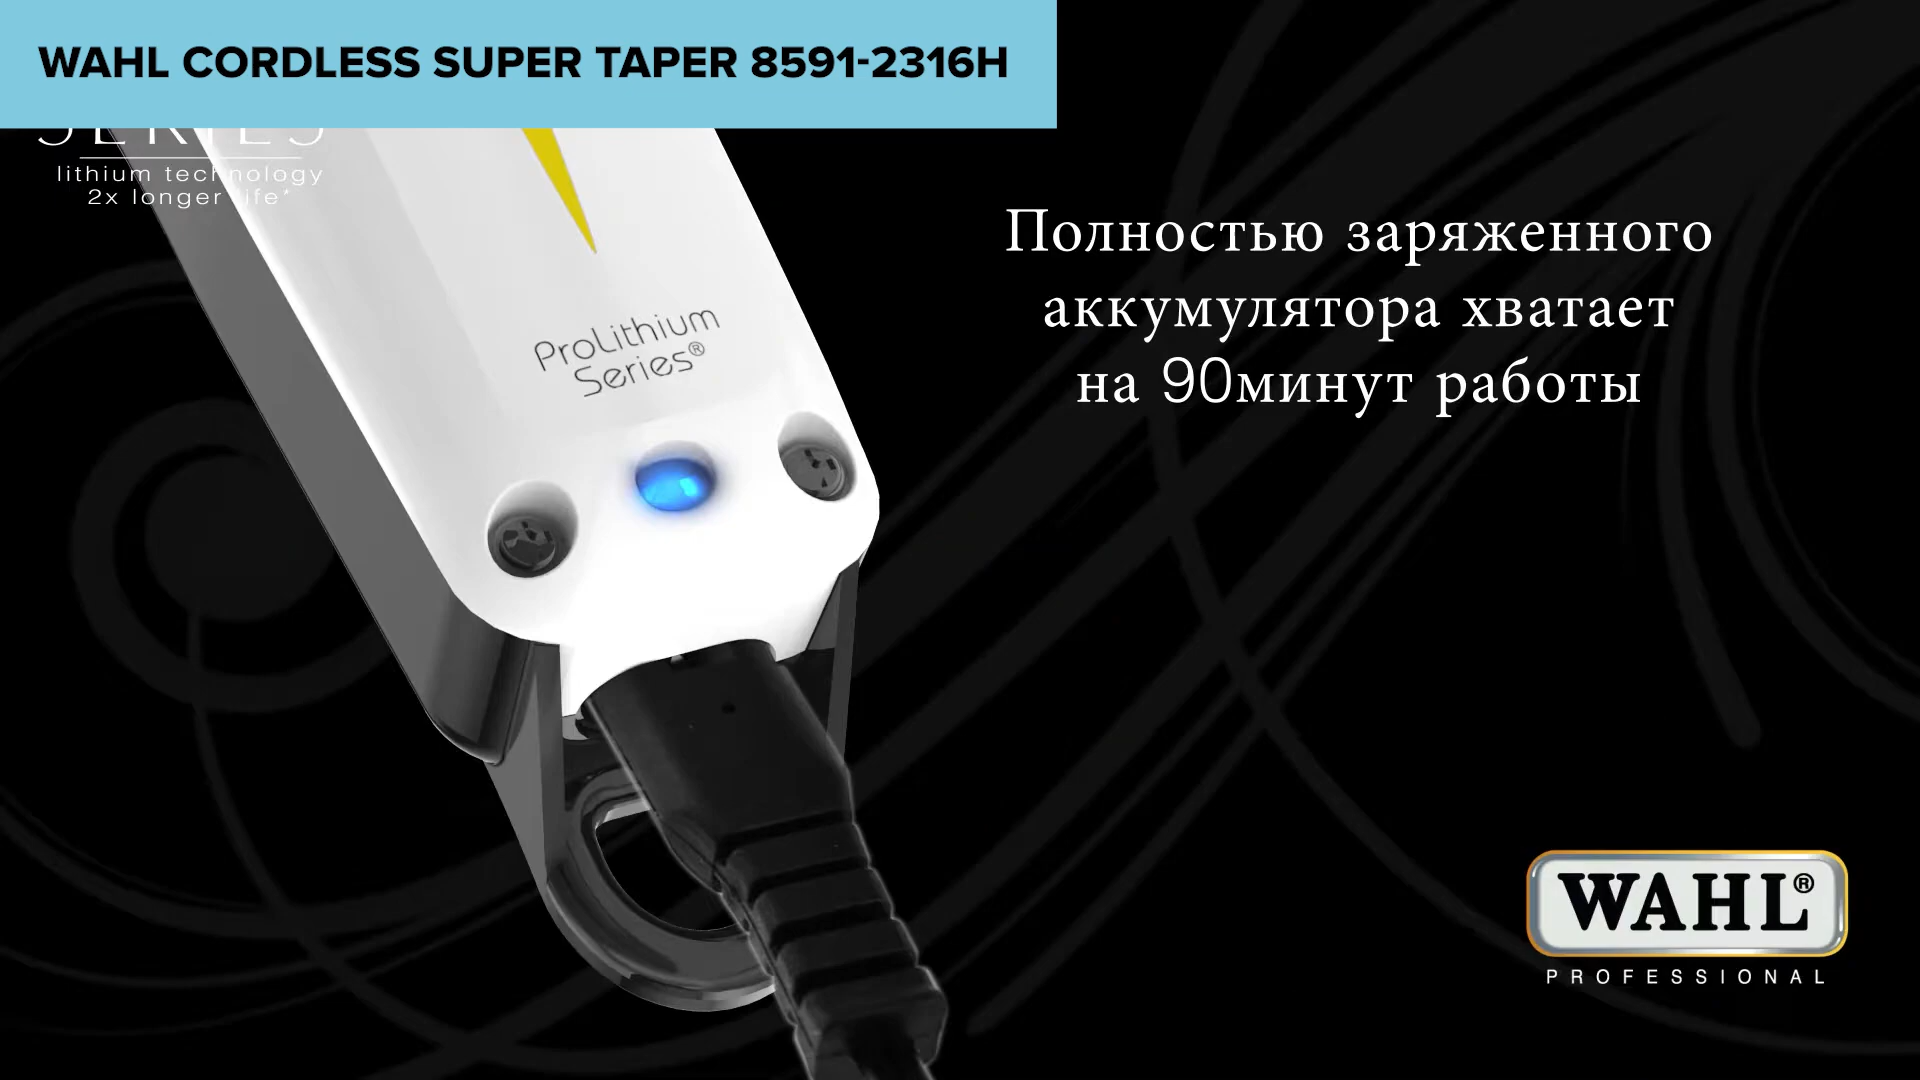 WAHL CORDLESS SUPER TAPER 8591-2316H
SERIES
lithium technology
2x longer life*
Полностью заряженного
аккумулятора хватает
на 90минут работы
ProLithium
Series®
WAHL®
PROFESSIONAL